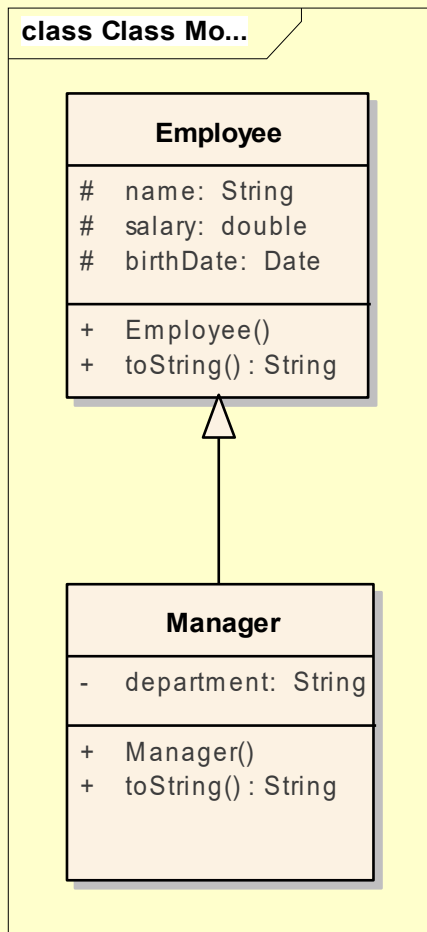 class Class Mo...
Employee
# name: String
# salary: double
# birthDate: Date
+ Employee()
+ toString() : String
Manager
- department: String
+ Manager()
+ toString() : String